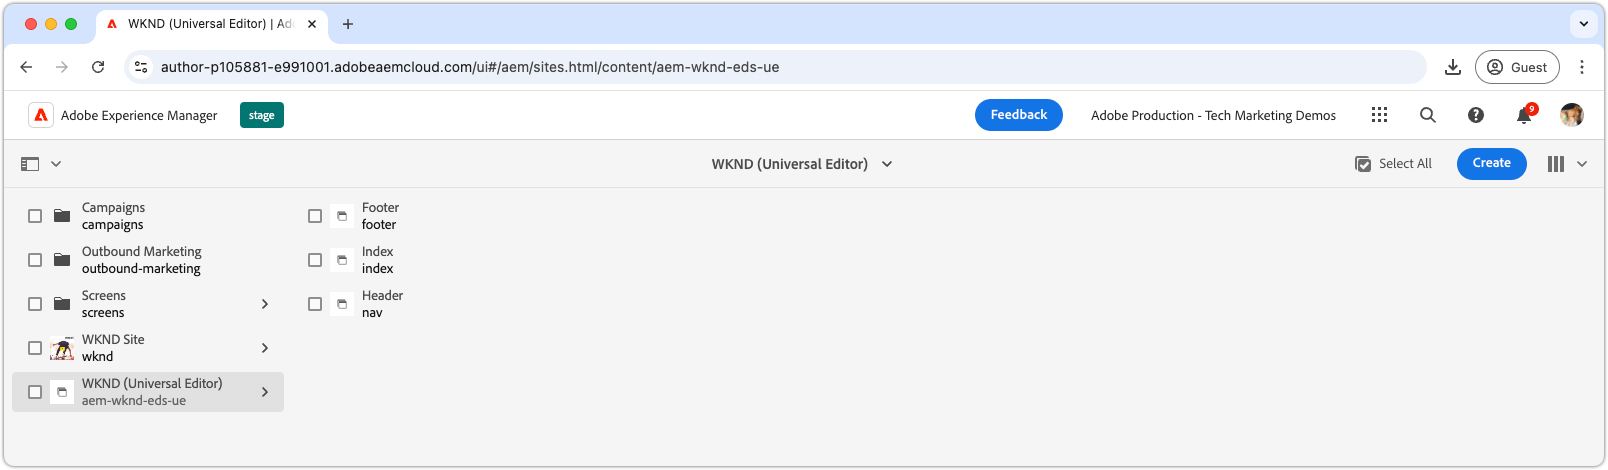 WKND (Universal Editor) | Ad
author-p105881-e991001.adobeaemcloud.com/ui#/aem/sites.html/content/aem-wknd-eds-ue
Guest
Adobe Experience Manager
stage
Feedback
Adobe Production - Tech Marketing Demos
9
WKND (Universal Editor)
Select All
Create
Campaigns
campaigns
Outbound Marketing
outbound-marketing
Screens
screens
WKND Site
wknd
WKND (Universal Editor)
aem-wknd-eds-ue
Footer
footer
Index
index
Header
nav